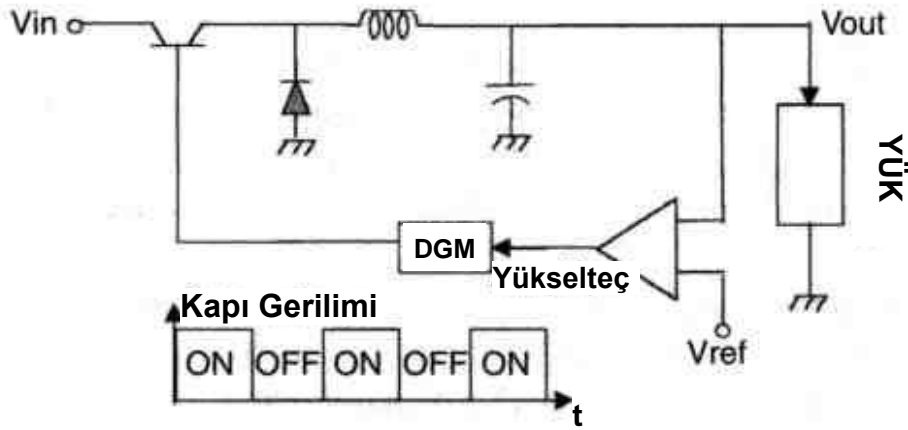 Vin
Vout
YÜK
DGM
Yükselteç
Vref
Kapı Gerilimi
ON OFF ON OFF ON
t